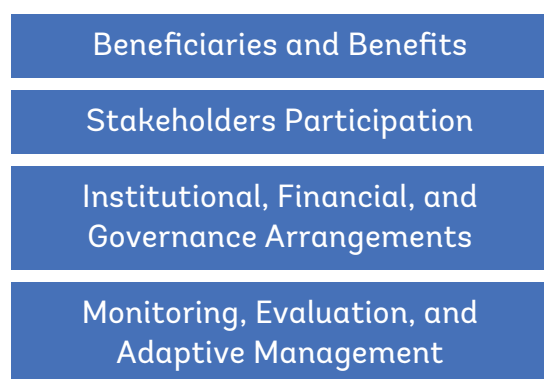 Beneficiaries and Benefits
Stakeholders Participation
Institutional, Financial, and
Governance Arrangements
Monitoring, Evaluation, and
Adaptive Management